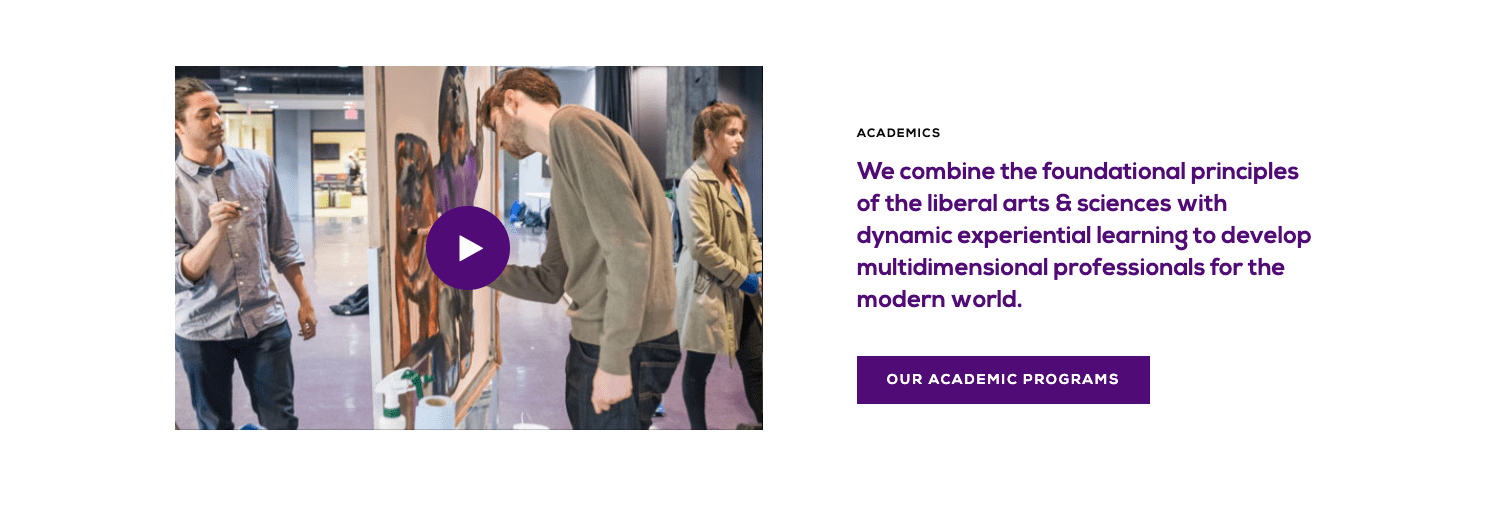 ACADEMICS
We combine the foundational principles
of the liberal arts & sciences with
dynamic experiential learning to develop
multidimensional professionals for the
modern world.
OUR ACADEMIC PROGRAMS